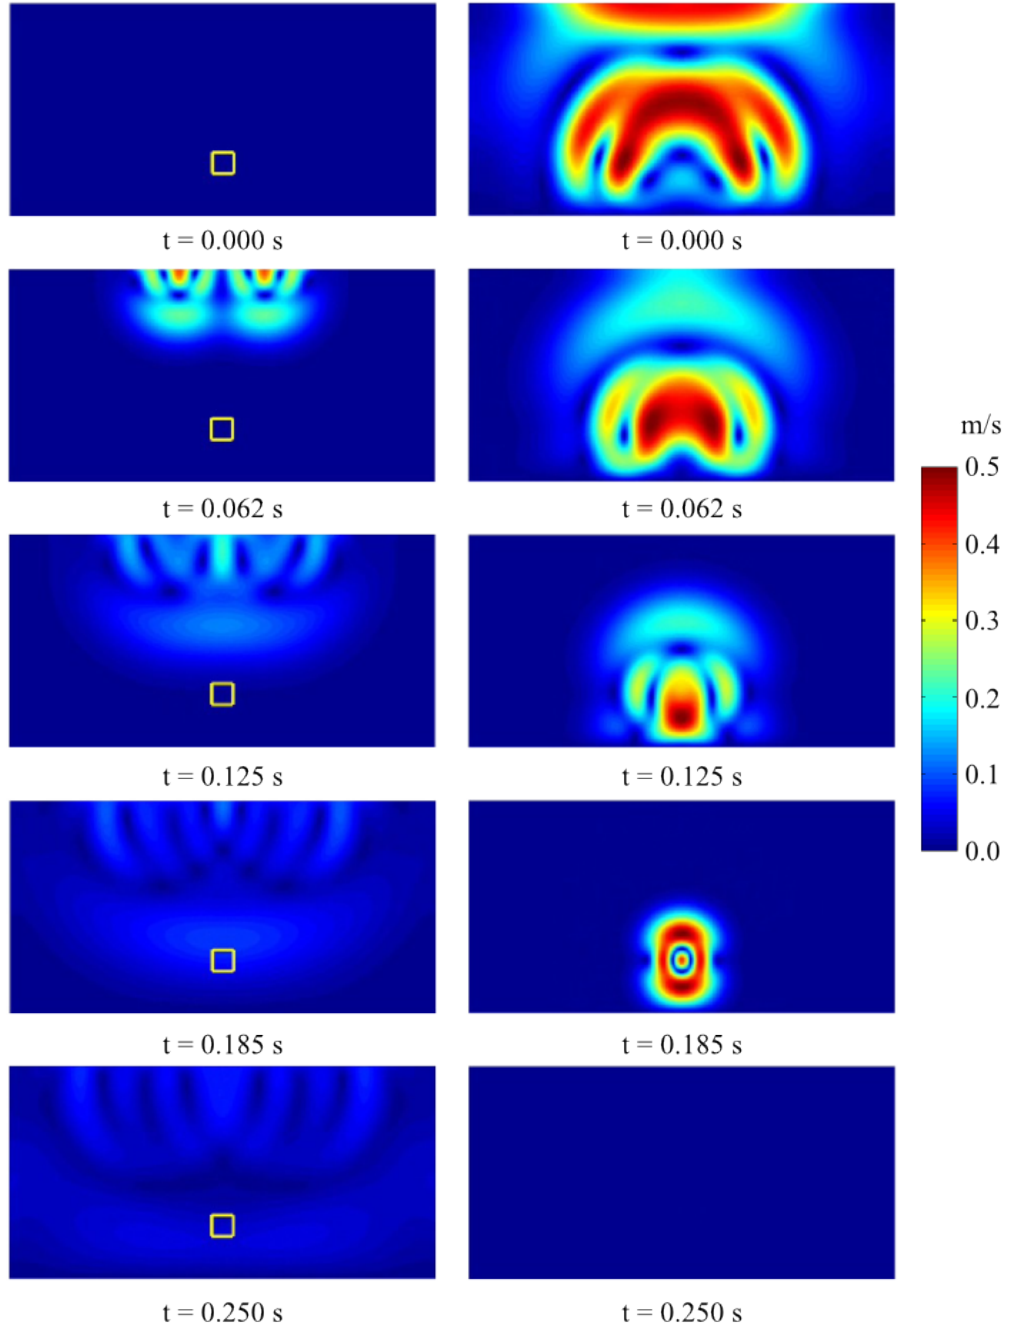 t = 0.000 s
t = 0.000 s
t = 0.062 s
t = 0.062 s
m/s
0.5
0.4
0.3
0.2
0.1
0.0
t = 0.125 s
t = 0.125 s
t = 0.185 s
t = 0.185 s
t = 0.250 s
t = 0.250 s